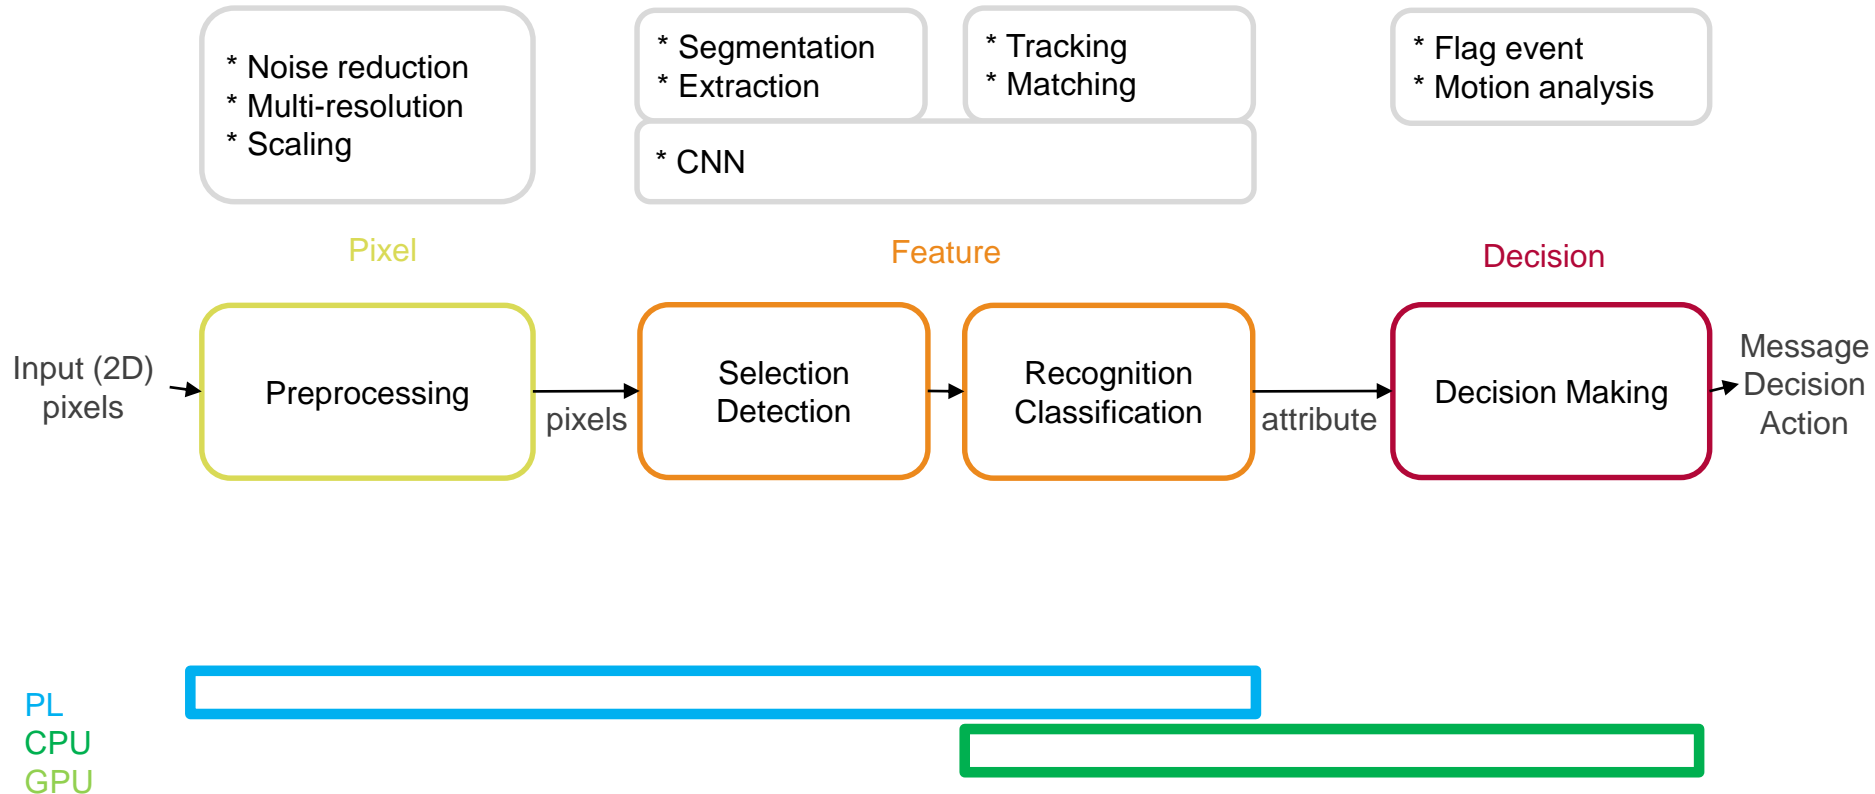 * Noise reduction
* Multi-resolution
* Scaling
* Segmentation
* Extraction
* Tracking
* Matching
* CNN
* Flag event
* Motion analysis
Pixel
Feature
Decision
Input (2D)
pixels
Preprocessing
pixels
Selection
Detection
Recognition
Classification
attribute
Decision Making
Message
Decision
Action
PL
CPU
GPU